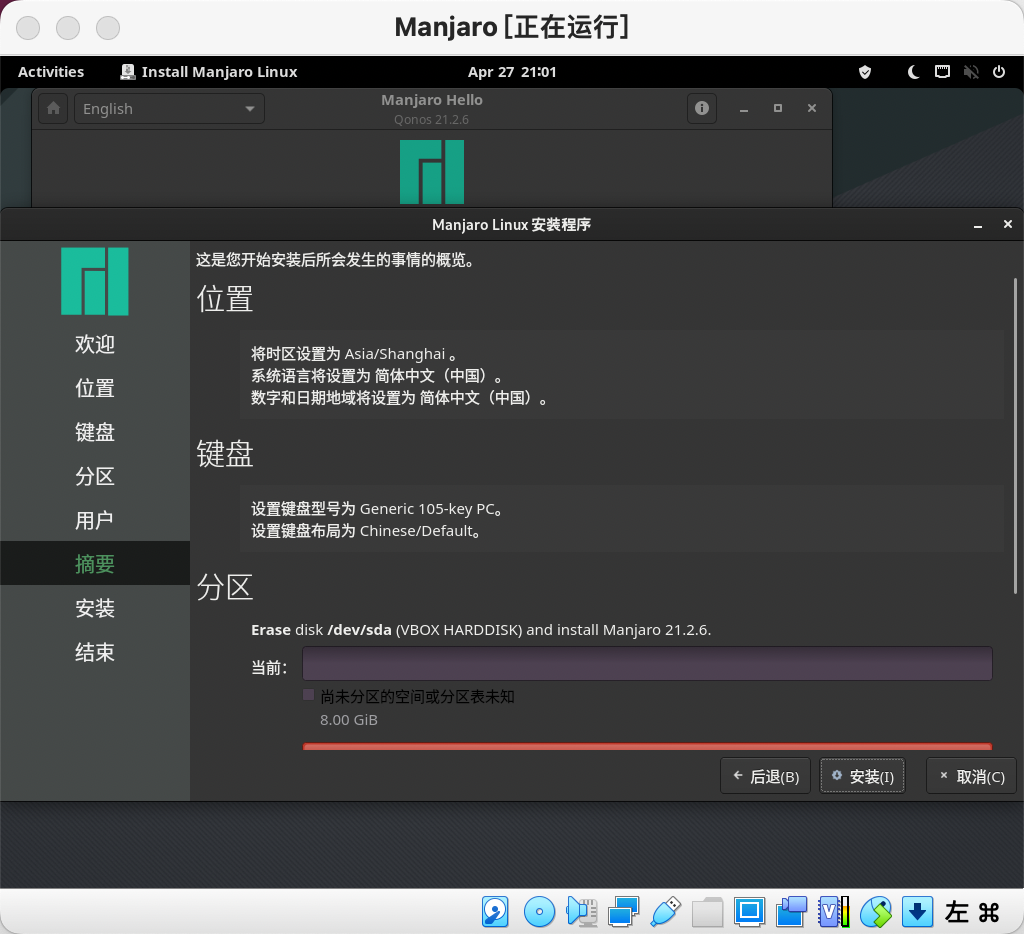 Manjaro [正在运行]
Activities
Install Manjaro Linux
Apr 27 21:01
English
Manjaro Hello
Qonos 21.2.6
Manjaro Linux 安装程序
欢迎
位置
键盘
分区
用户
摘要
安装
结束
这是您开始安装后所会发生的事情的概览。
位置
将时区设置为 Asia/Shanghai 。
系统语言将设置为 简体中文（中国）。
数字和日期地域将设置为 简体中文（中国）。
键盘
设置键盘型号为 Generic 105-key PC。
设置键盘布局为 Chinese/Default。
分区
Erase disk /dev/sda (VBOX HARDDISK) and install Manjaro 21.2.6.
当前：
尚未分区的空间或分区表未知
8.00 GiB
后退(B)
安装(I)
取消(C)
左 ⌘